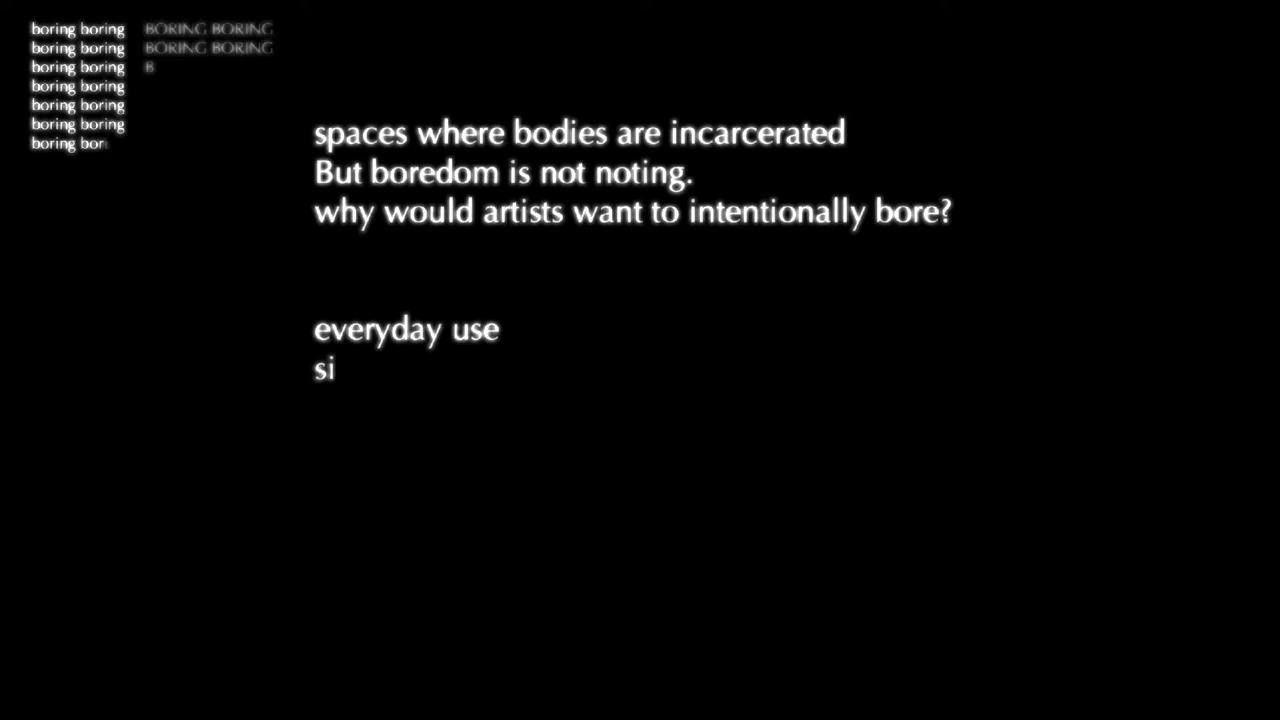 boring boring
boring boring
boring boring
boring boring
boring boring
boring boring
boring bor
BORING BORING
BORING BORING
B
spaces where bodies are incarcerated
But boredom is not noting.
why would artists want to intentionally bore?
everyday use
si